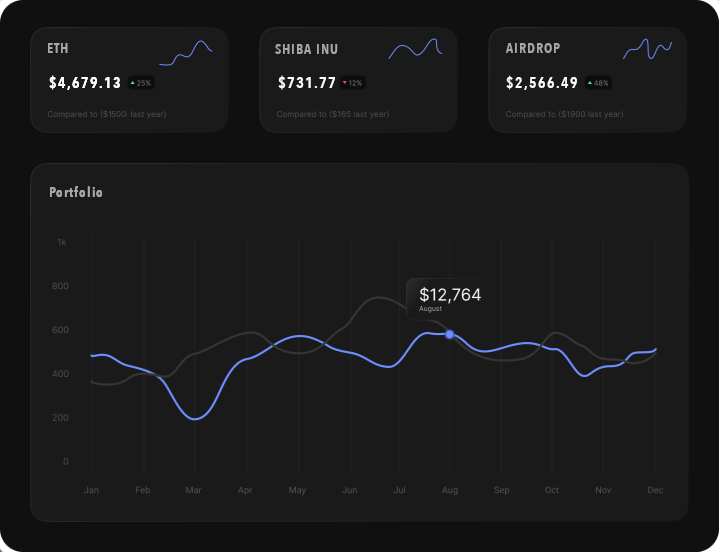 ETH
$4,679.13 25%
Compared to ($1500 last year)
SHIBA INU
$731.77 12%
Compared to ($165 last year)
AIRDROP
$2,566.49 48%
Compared to ($1900 last year)
Portfolio
1k
800
600
400
200
0
$12,764
August
Jan Feb Mar Apr May Jun Jul Aug Sep Oct Nov Dec